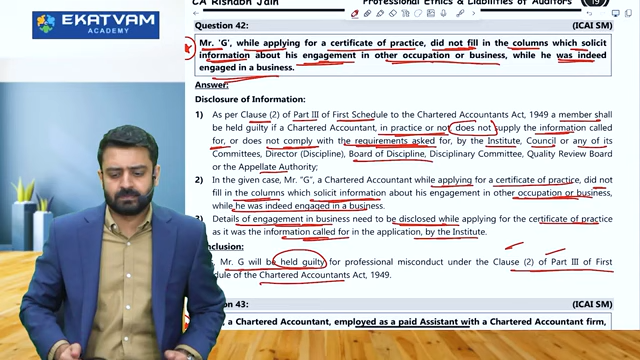 EKATVAM
ACADEMY
CA Rishabh Jain
Professional Ethics & Liabilities of Auditors
19
Question 42:
(ICAI SM)
Mr. 'G', while applying for a certificate of practice, did not fill in the columns which solicit
information about his engagement in other occupation or business, while he was indeed
engaged in a business.
Answer:
Disclosure of Information:
1) As per Clause (2) of Part III of First Schedule to the Chartered Accountants Act, 1949 a member shall
be held guilty if a Chartered Accountant, in practice or not does not supply the information called
for, or does not comply with the requirements asked for, by the Institute, Council or any of its
Committees, Director (Discipline), Board of Discipline, Disciplinary Committee, Quality Review Board
or the Appellate Authority;
2) In the given case, Mr. "G", a Chartered Accountant while applying for a certificate of practice, did not
fill in the columns which solicit information about his engagement in other occupation or business,
while he was indeed engaged in a business.
3) Details of engagement in business need to be disclosed while applying for the certificate of practice
as it was the information called for in the application, by the Institute.
nclusion:
Mr. G will be held guilty for professional misconduct under the Clause (2) of Part III of First
dule of the Chartered Accountants Act, 1949.
stion 43:
(ICAI SM)
a Chartered Accountant, employed as a paid Assistant with a Chartered Accountant firm,